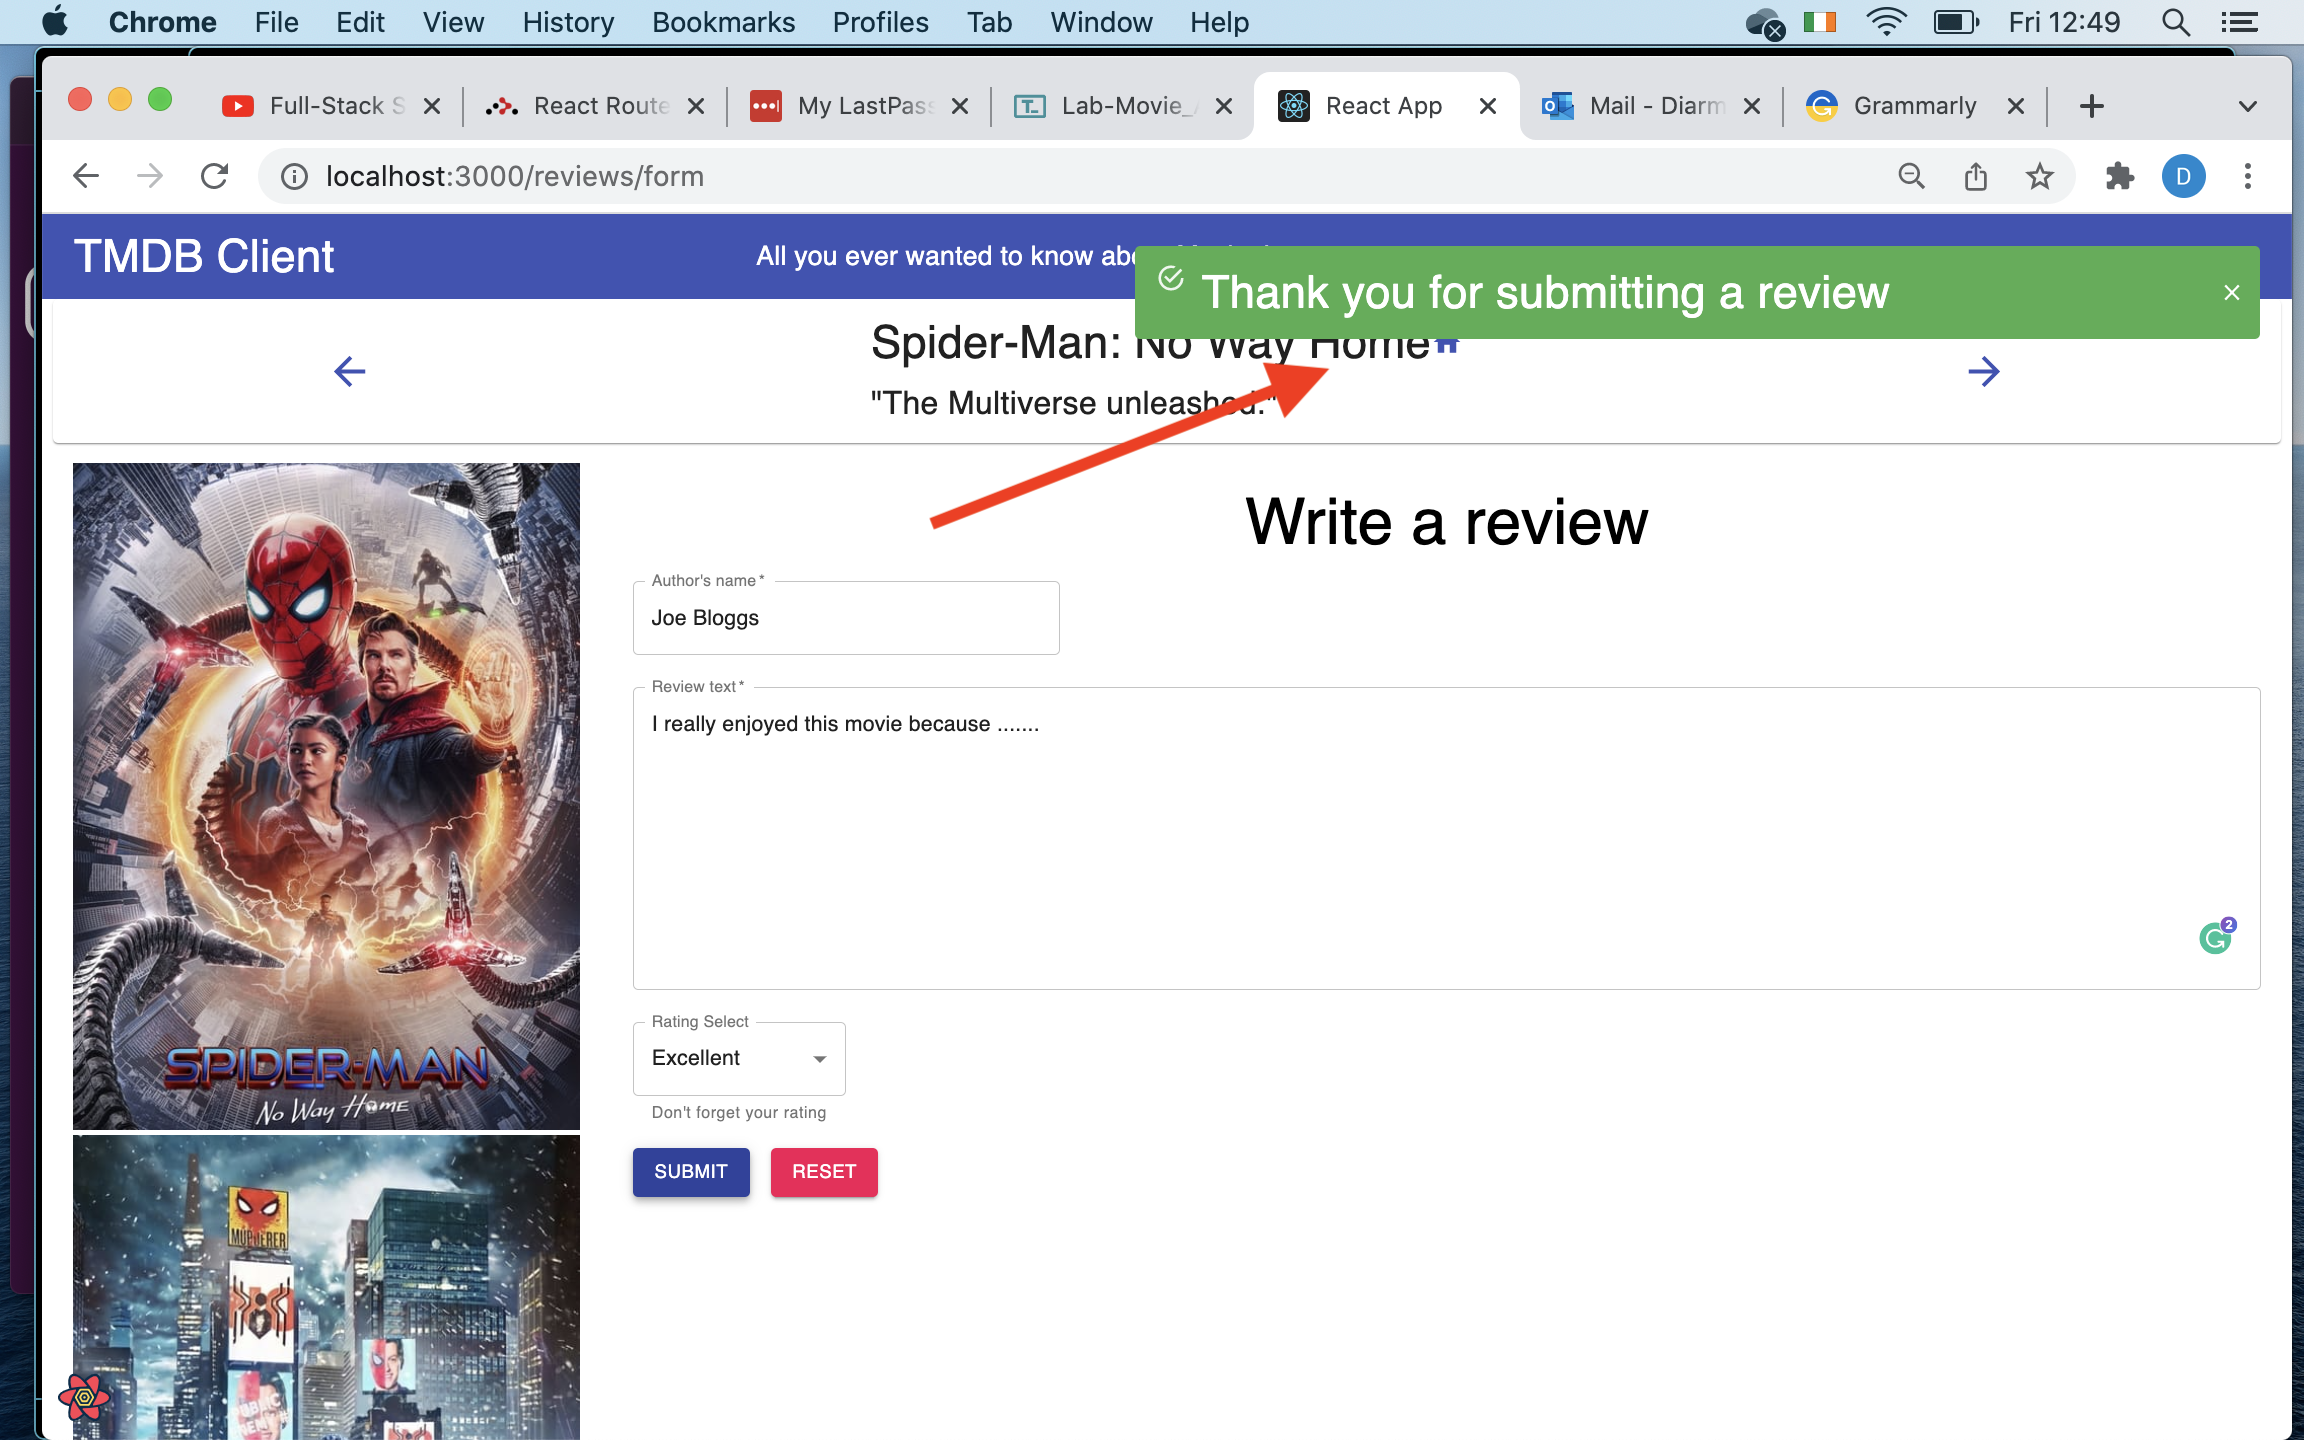 Chrome File Edit View History Bookmarks Profiles Tab Window Help Fri 12:49
Full-Stack S React Route My LastPass Lab-Movie_ React App Mail - Diarm Grammarly
localhost:3000/reviews/form D
TMDB Client All you ever wanted to know
Thank you for submitting a review
Spider-Man: No Way Home
"The Multiverse unleashed."
Write a review
Author's name *
Joe Bloggs
Review text *
I really enjoyed this movie because .......
2
Rating Select
Excellent
Don't forget your rating
SUBMIT RESET
SPIDER-MAN
No Way Home
MURDERER